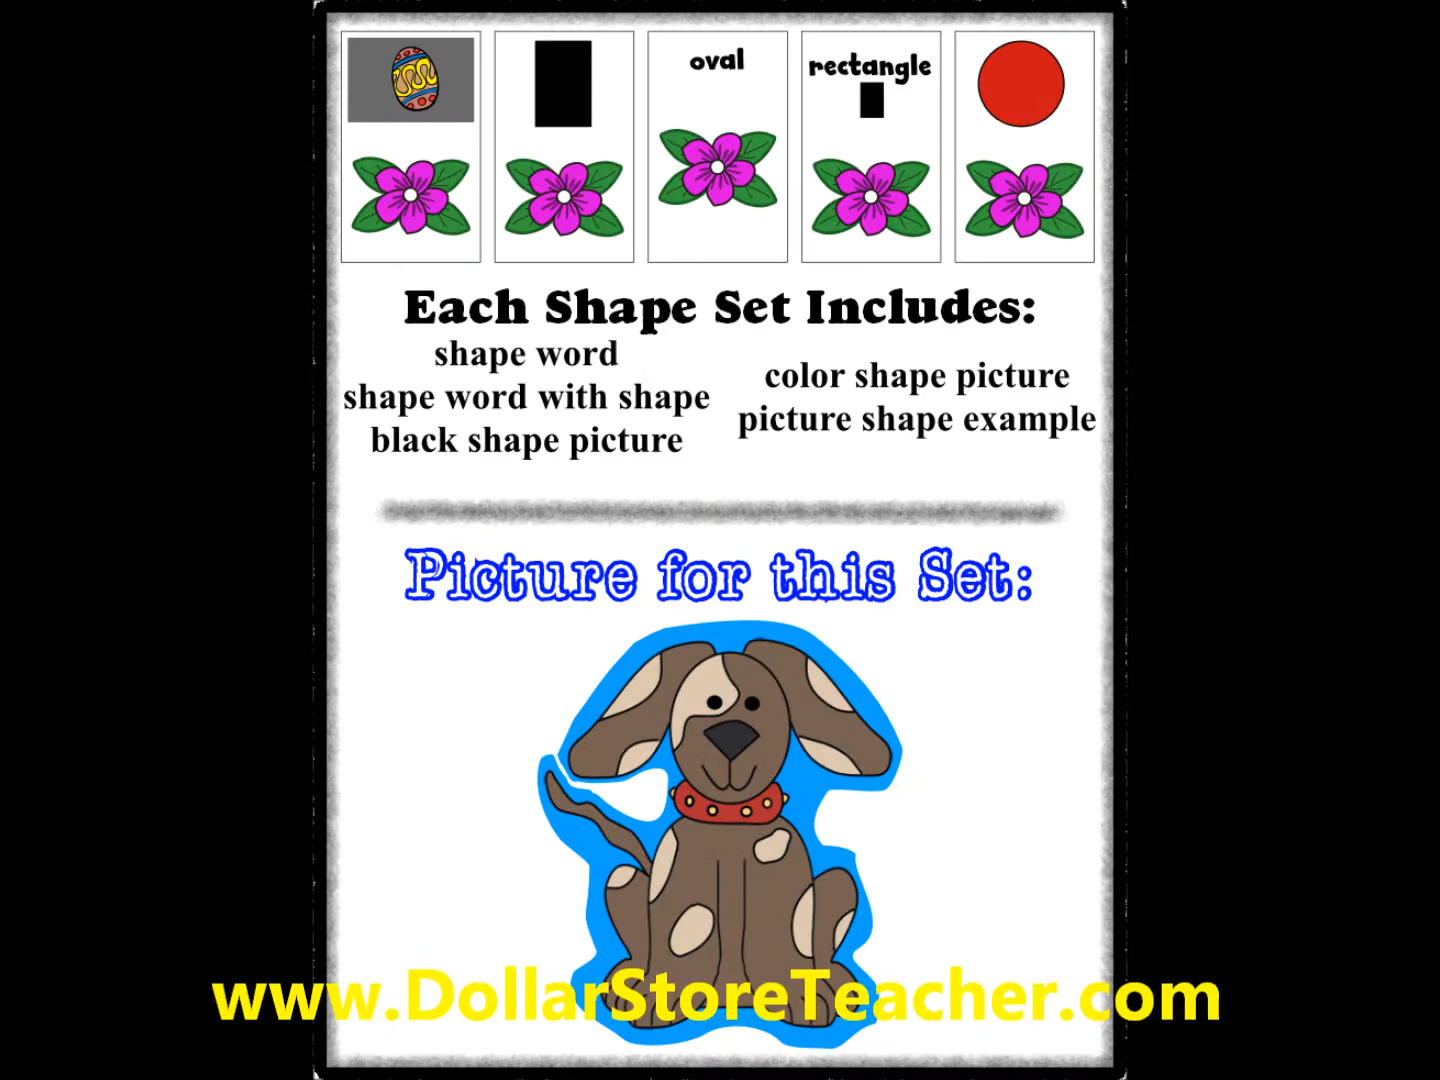 oval
rectangle
Each Shape Set Includes:
shape word
shape word with shape
black shape picture
color shape picture
picture shape example
Picture for this Set:
www.DollarStoreTeacher.com